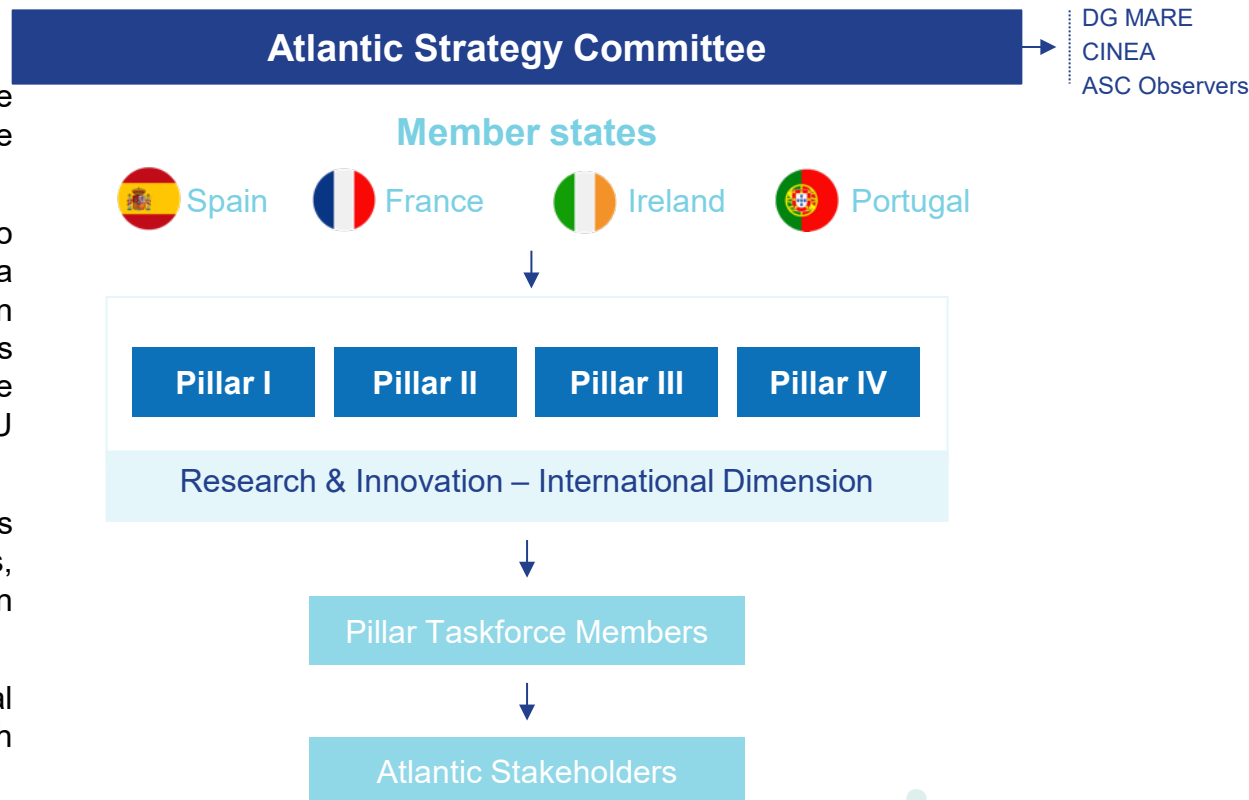 Atlantic Strategy Committee
DG MARE
CINEA
ASC Observers
e
e
o
a
n
s
e
U
s
s,
n
al
n
Member states
Spain
France
Ireland
Portugal
Pillar I
Pillar II
Pillar III
Pillar IV
Research & Innovation – International Dimension
Pillar Taskforce Members
Atlantic Stakeholders